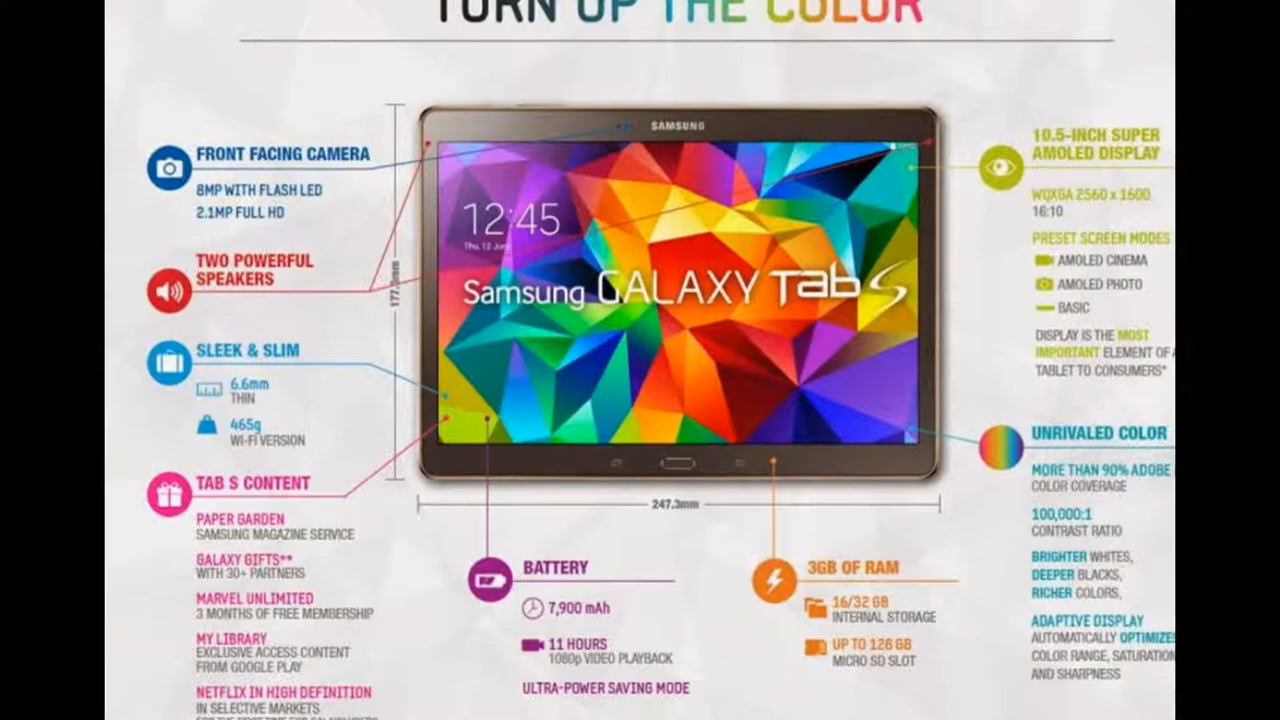 TURN UP THE COLOR
SAMSUNG
FRONT FACING CAMERA
8MP WITH FLASH LED
2.1MP FULL HD
TWO POWERFUL
SPEAKERS
SLEEK & SLIM
6.6mm
THIN
465g
WI-FI VERSION
TAB S CONTENT
PAPER GARDEN
SAMSUNG MAGAZINE SERVICE
GALAXY GIFTS**
WITH 30+ PARTNERS
MARVEL UNLIMITED
3 MONTHS OF FREE MEMBERSHIP
MY LIBRARY
EXCLUSIVE ACCESS CONTENT
FROM GOOGLE PLAY
NETFLIX IN HIGH DEFINITION
IN SELECTIVE MARKETS
12:45
Thu, 12 June
Samsung GALAXY Tab S
177.3mm
247.3mm
BATTERY
7,900 mAh
11 HOURS
1080p VIDEO PLAYBACK
ULTRA-POWER SAVING MODE
3GB OF RAM
16/32 GB
INTERNAL STORAGE
UP TO 128 GB
MICRO SD SLOT
10.5-INCH SUPER
AMOLED DISPLAY
WQXGA 2560 x 1600
16:10
PRESET SCREEN MODES
AMOLED CINEMA
AMOLED PHOTO
BASIC
DISPLAY IS THE MOST
IMPORTANT ELEMENT OF A
TABLET TO CONSUMERS*
UNRIVALED COLOR
MORE THAN 90% ADOBE
COLOR COVERAGE
100,000:1
CONTRAST RATIO
BRIGHTER WHITES,
DEEPER BLACKS,
RICHER COLORS,
ADAPTIVE DISPLAY
AUTOMATICALLY OPTIMIZES
COLOR RANGE, SATURATION
AND SHARPNESS